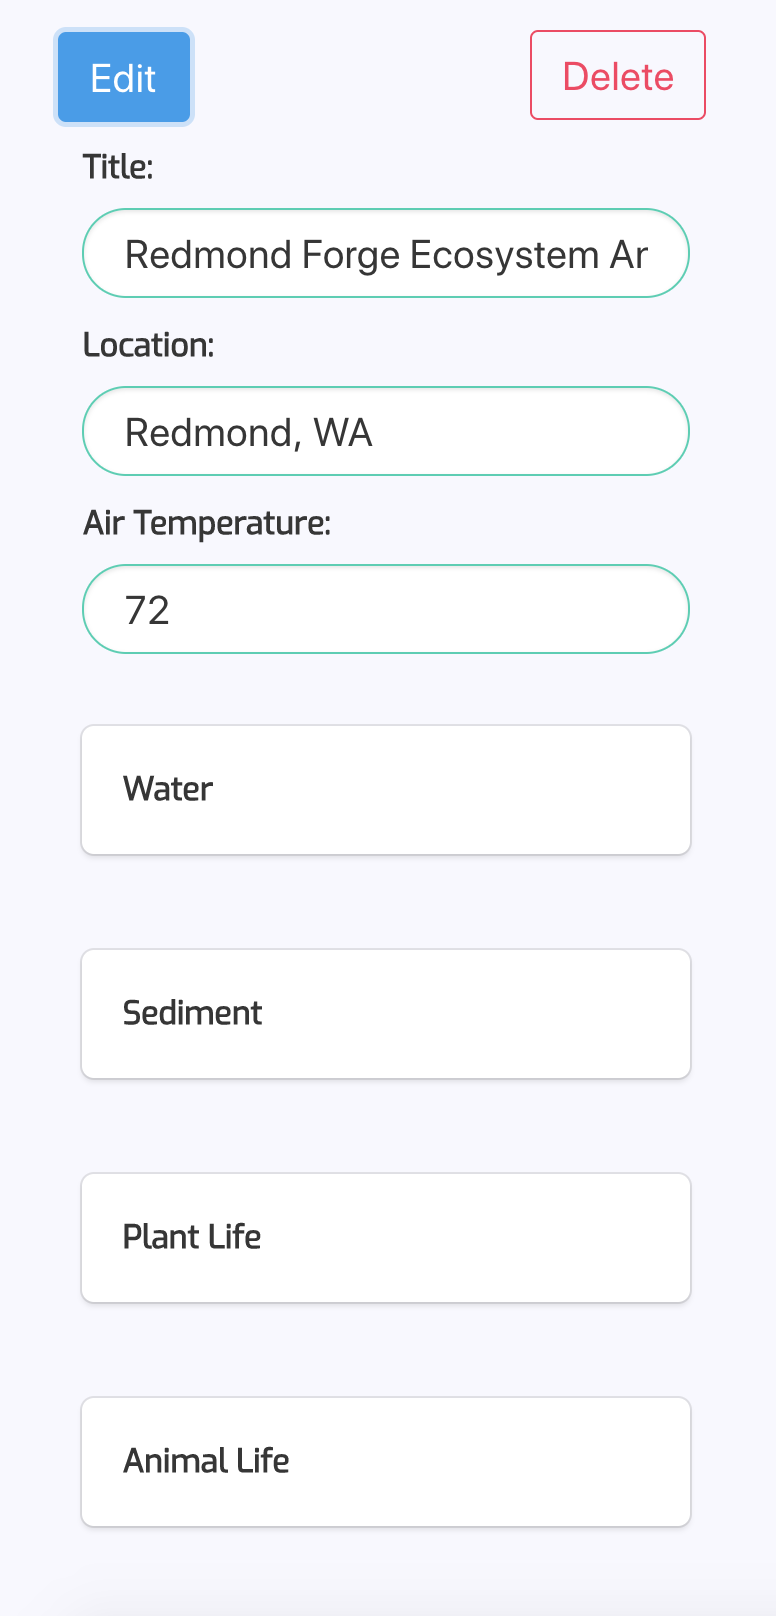 Edit
Delete
Title:
Redmond Forge Ecosystem Ar
Location:
Redmond, WA
Air Temperature:
72
Water
Sediment
Plant Life
Animal Life